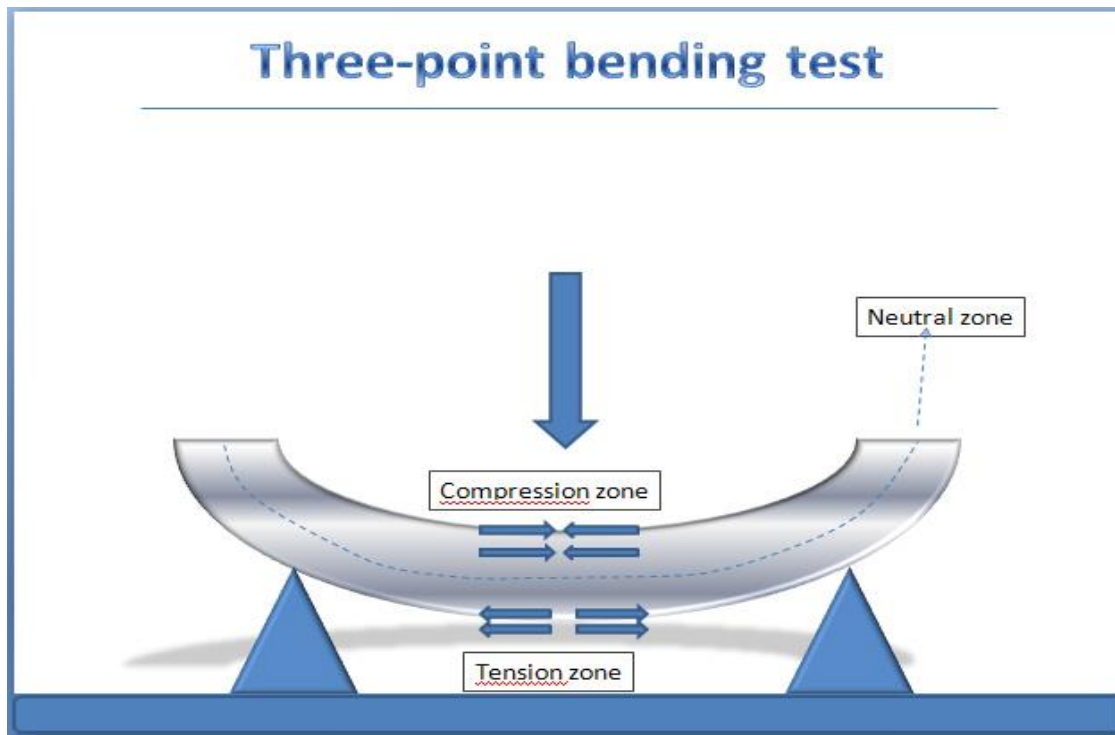 Three-point bending test
Neutral zone
Compression zone
Tension zone